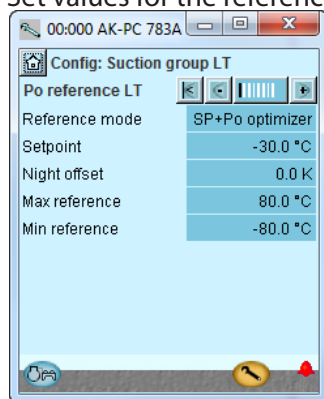 Set values for the reference
00:000 AK-PC 783A
Config: Suction group LT
Po reference LT
Reference mode SP+Po optimizer
Setpoint -30.0 °C
Night offset 0.0 K
Max reference 80.0 °C
Min reference -80.0 °C